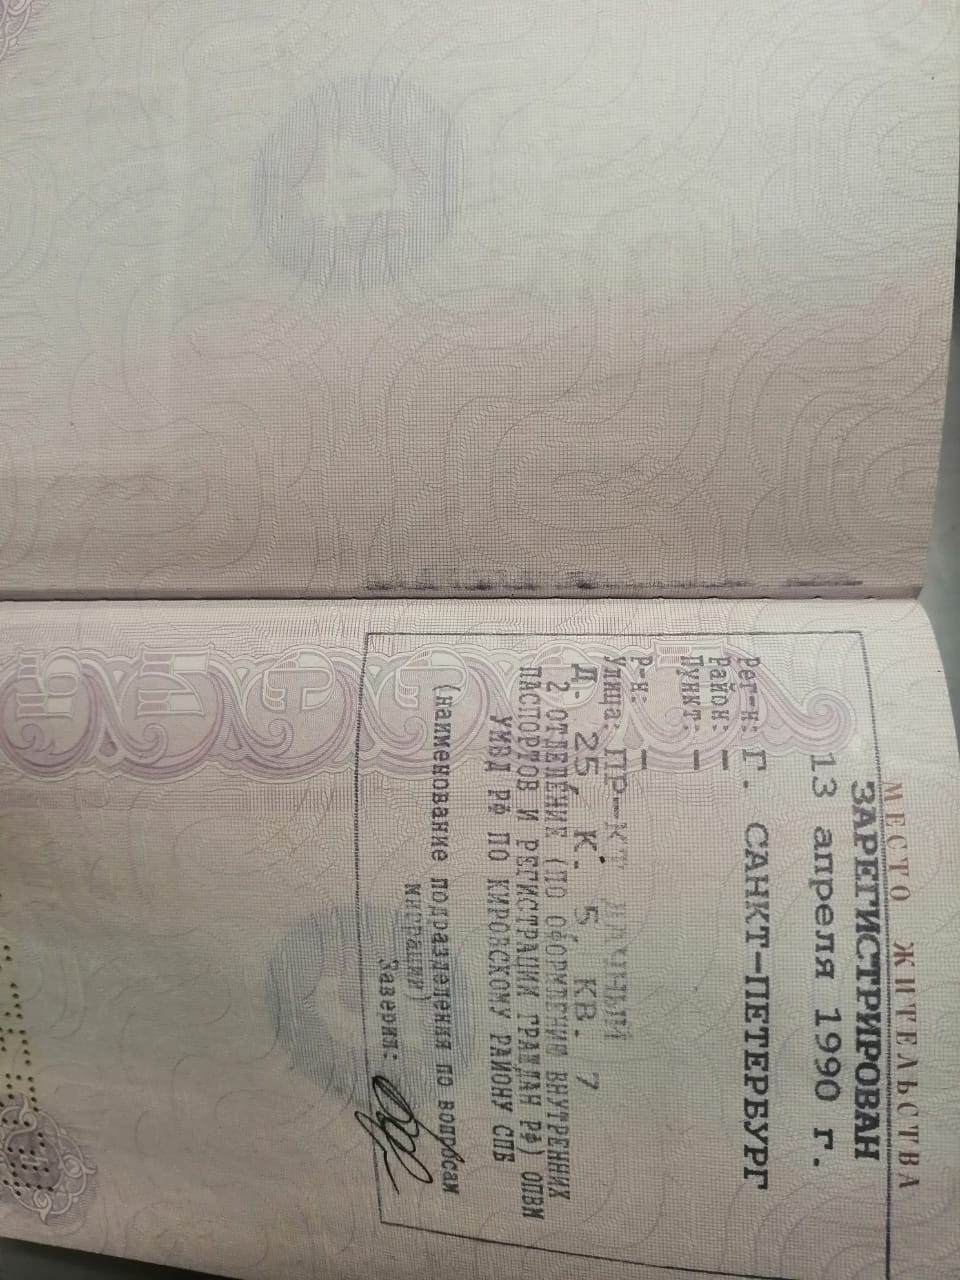 МЕСТО ЖИТЕЛЬСТВА
ЗАРЕГИСТРИРОВАН
13 апреля 1990 г.
Рег-н: Г. САНКТ-ПЕТЕРБУРГ
Район: —
Пункт: —
Р-н: —
Улица: ПР-КТ ДАЧНЫЙ
Д. 25, К. 5, КВ. 7
2 ОТДЕЛЕНИЕ (ПО ОФОРМЛЕНИЮ ВНУТРЕННИХ
ПАСПОРТОВ И РЕГИСТРАЦИИ ГРАЖДАН РФ) ОПВМ
УМВД РФ ПО КИРОВСКОМУ РАЙОНУ СПБ
(наименование подразделения по вопросам
миграции)
Заверил: